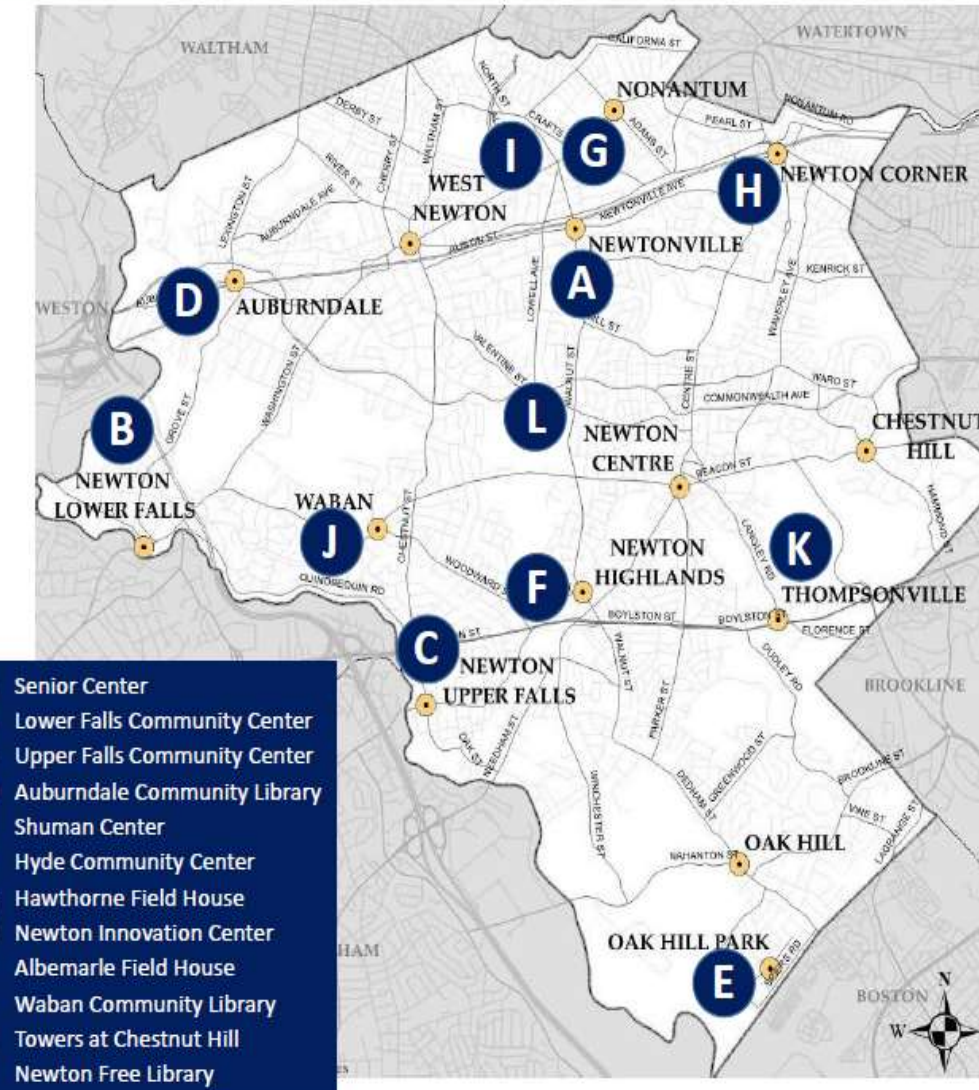 WALTHAM
WATERTOWN
CALIFORNIA ST
NORTH ST
NONANTUM
NONANTUM RD
DERBY ST
WALTHAM ST
CRAFTS
ADAMS ST
PEARL ST
CHERRY ST
RIVER ST
I
G
H
WEST
NEWTON
NEWTON CORNER
LEXINGTON ST
AUBURNDALE AVE
NEWTONVILLE AVE
NEWTONVILLE
A
KENRICK ST
WAVERLEY AVE
LOWELL AVE
D
AUBURNDALE
WESTON
VALENTINE ST
WALNUT ST
CENTRE ST
WARD ST
WASHINGTON ST
COMMONWEALTH AVE
B
GROVE ST
L
NEWTON
CENTRE
CHESTNUT
HILL
BEACON ST
NEWTON
LOWER FALLS
WABAN
J
CHESTNUT ST
HAMMOND ST
LANGLEY RD
K
QUINOBEQUIN RD
WOODWARD
F
NEWTON
HIGHLANDS
THOMPSONVILLE
BOYLSTON ST
BOYLSTON ST
FLORENCE ST
C
N ST
NEWTON
UPPER FALLS
WALNUT ST
DUDLEY RD
BROOKLINE
PARKER ST
OAK ST
NEEDHAM ST
GREENWOOD ST
BROOKLINE ST
WINCHESTER ST
DEDHAM ST
VINE ST
LAGRANGE ST
OAK HILL
NAHANTON ST
OAK HILL PARK
E
BOSTON
N
W
HAM
Senior Center
Lower Falls Community Center
Upper Falls Community Center
Auburndale Community Library
Shuman Center
Hyde Community Center
Hawthorne Field House
Newton Innovation Center
Albemarle Field House
Waban Community Library
Towers at Chestnut Hill
Newton Free Library